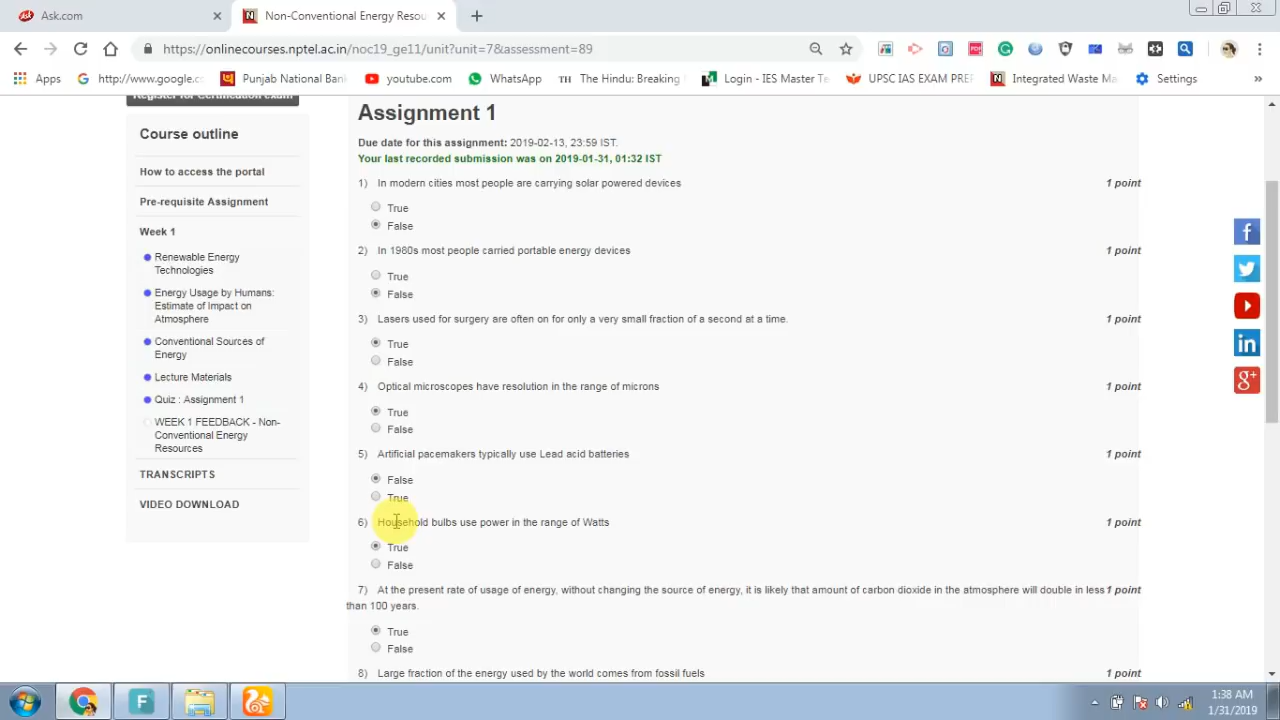 Ask.com
Non-Conventional Energy Resou
https://onlinecourses.nptel.ac.in/noc19_ge11/unit?unit=7&assessment=89
Apps
http://www.google.c
Punjab National Ban
youtube.com
WhatsApp
TH The Hindu: Breaking
Login - IES Master Te
UPSC IAS EXAM PREP
Integrated Waste Ma
Settings
»
Register for Certification exam
Course outline
How to access the portal
Pre-requisite Assignment
Week 1
Renewable Energy
Technologies
Energy Usage by Humans:
Estimate of Impact on
Atmosphere
Conventional Sources of
Energy
Lecture Materials
Quiz : Assignment 1
WEEK 1 FEEDBACK - Non-
Conventional Energy
Resources
TRANSCRIPTS
VIDEO DOWNLOAD
Assignment 1
Due date for this assignment: 2019-02-13, 23:59 IST.
Your last recorded submission was on 2019-01-31, 01:32 IST
1) In modern cities most people are carrying solar powered devices 1 point
True
False
2) In 1980s most people carried portable energy devices 1 point
True
False
3) Lasers used for surgery are often on for only a very small fraction of a second at a time. 1 point
True
False
4) Optical microscopes have resolution in the range of microns 1 point
True
False
5) Artificial pacemakers typically use Lead acid batteries 1 point
False
True
6) Household bulbs use power in the range of Watts 1 point
True
False
7) At the present rate of usage of energy, without changing the source of energy, it is likely that amount of carbon dioxide in the atmosphere will double in less 1 point
than 100 years.
True
False
8) Large fraction of the energy used by the world comes from fossil fuels 1 point
f
in
g+
F
1:38 AM
1/31/2019